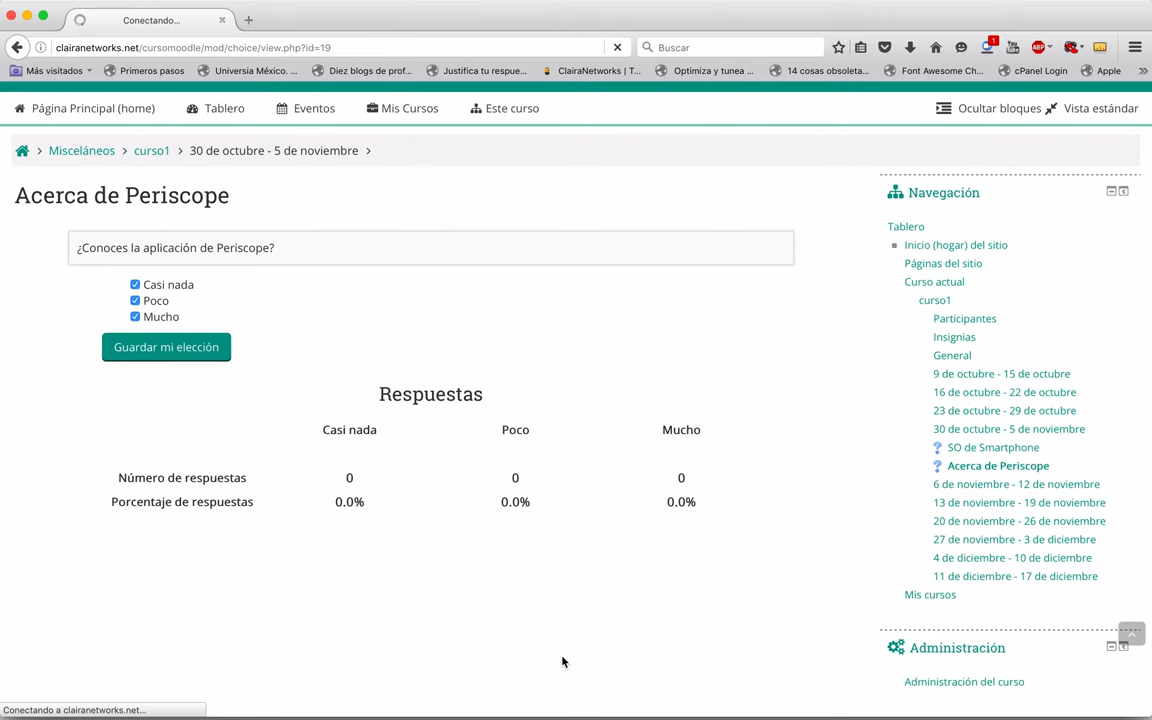 Conectando...
clairanetworks.net/cursomoodle/mod/choice/view.php?id=19
Buscar
1
ABP
Más visitados
Primeros pasos
Universia México. ...
Diez blogs de prof...
Justifica tu respue...
ClairaNetworks | T...
Optimiza y tunea ...
14 cosas obsoleta...
Font Awesome Ch...
cPanel Login
Apple
Página Principal (home)
Tablero
Eventos
Mis Cursos
Este curso
Ocultar bloques
Vista estándar
Misceláneos
curso1
30 de octubre - 5 de noviembre
Acerca de Periscope
¿Conoces la aplicación de Periscope?
Casi nada
Poco
Mucho
Guardar mi elección
Respuestas
Casi nada Poco Mucho
Número de respuestas 0 0 0
Porcentaje de respuestas 0.0% 0.0% 0.0%
Navegación
Tablero
Inicio (hogar) del sitio
Páginas del sitio
Curso actual
curso1
Participantes
Insignias
General
9 de octubre - 15 de octubre
16 de octubre - 22 de octubre
23 de octubre - 29 de octubre
30 de octubre - 5 de noviembre
SO de Smartphone
Acerca de Periscope
6 de noviembre - 12 de noviembre
13 de noviembre - 19 de noviembre
20 de noviembre - 26 de noviembre
27 de noviembre - 3 de diciembre
4 de diciembre - 10 de diciembre
11 de diciembre - 17 de diciembre
Mis cursos
Administración
Administración del curso
Conectando a clairanetworks.net...